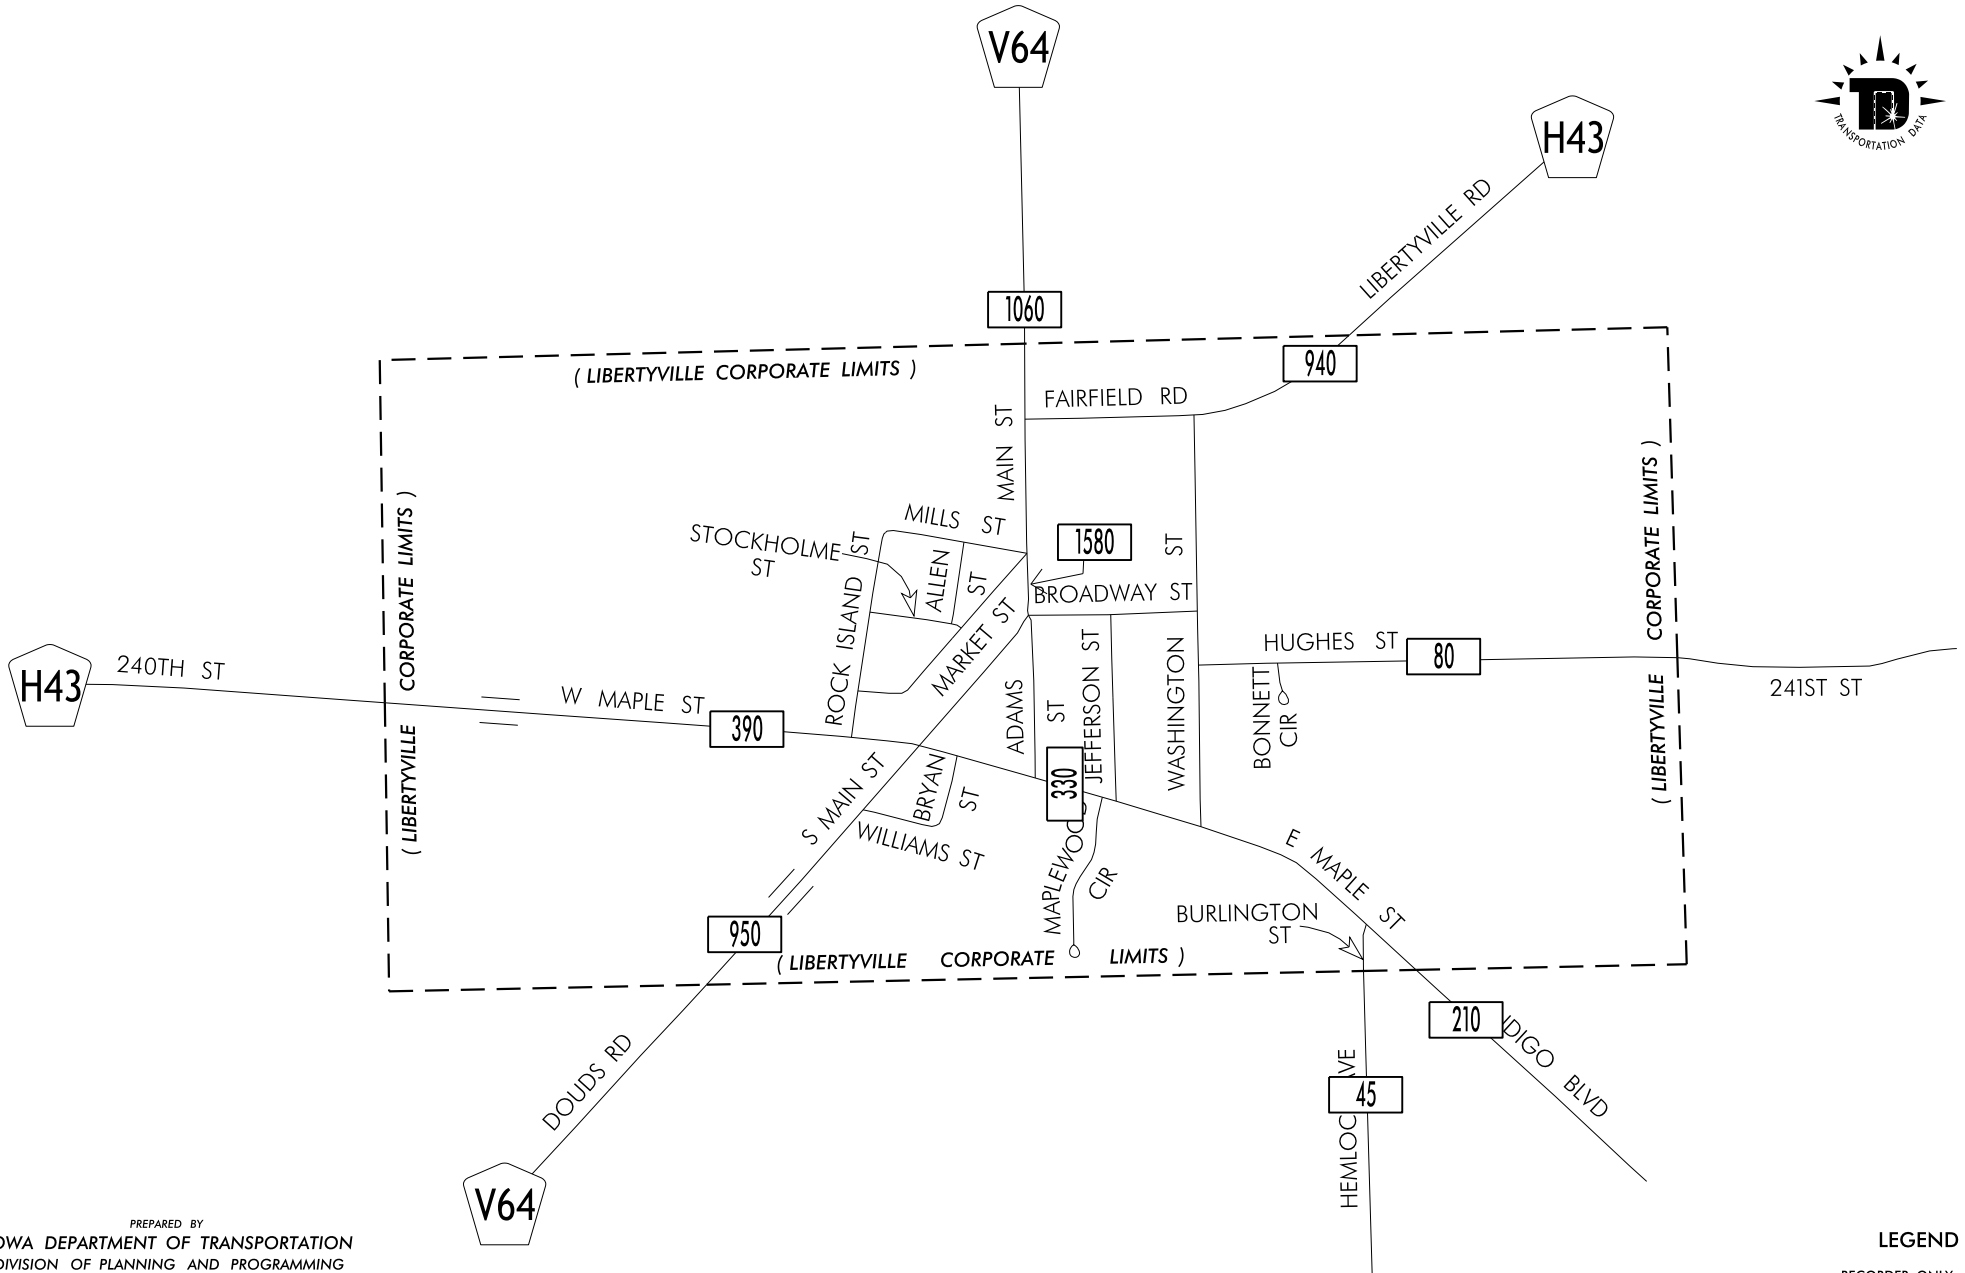 V64
H43
TRANSPORTATION DATA
LIBERTYVILLE RD
1060
940
( LIBERTYVILLE CORPORATE LIMITS )
FAIRFIELD RD
MAIN ST
( LIBERTYVILLE CORPORATE LIMITS )
( LIBERTYVILLE CORPORATE LIMITS )
MILLS ST
STOCKHOLME
ST
ROCK ISLAND ST
ALLEN ST
1580
BROADWAY ST
MARKET ST
WASHINGTON ST
HUGHES ST
80
H43
240TH ST
W MAPLE ST
390
ADAMS ST
JEFFERSON ST
BONNETT
CIR
241ST ST
330
S MAIN ST
BRYAN ST
WILLIAMS ST
MAPLEWOOD
CIR
E MAPLE ST
BURLINGTON
ST
950
( LIBERTYVILLE CORPORATE LIMITS )
210
BLVD
DOUDS RD
45
V64
PREPARED BY
DEPARTMENT OF TRANSPORTATION
OF PLANNING AND PROGRAMMING
LEGEND